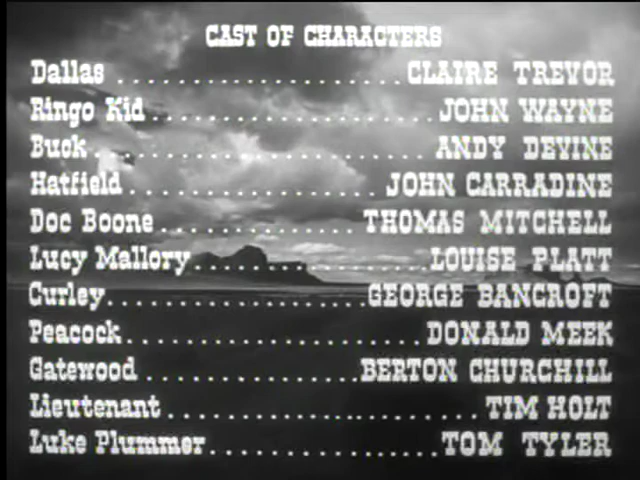 CAST OF CHARACTERS
Dallas ..................... CLAIRE TREVOR
Ringo Kid .................... JOHN WAYNE
Buck ........................ ANDY DEVINE
Hatfield .................. JOHN CARRADINE
Doc Boone .............. THOMAS MITCHELL
Lucy Mallory ................. LOUISE PLATT
Curley ................... GEORGE BANCROFT
Peacock ..................... DONALD MEEK
Gatewood ............... BERTON CHURCHILL
Lieutenant ....................... TIM HOLT
Luke Plummer ................. TOM TYLER